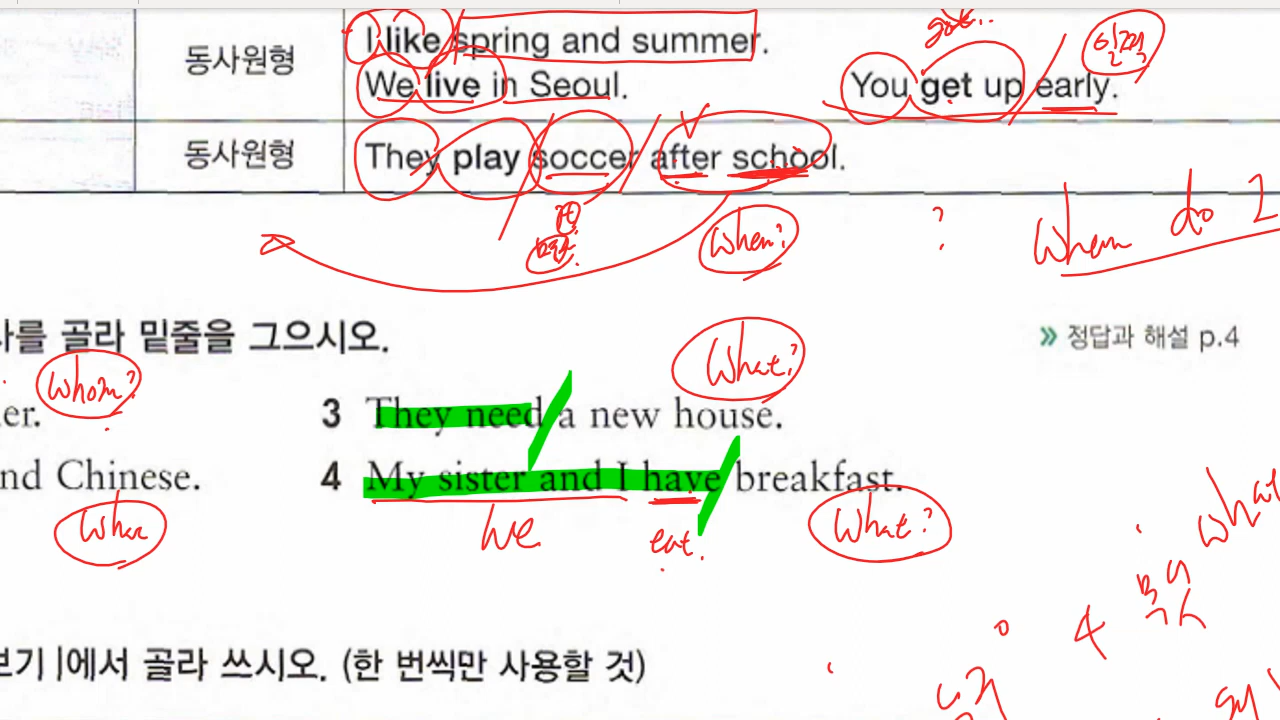 동사원형
I like spring and summer.
We live in Seoul.
You get up early.
일찍
동사원형
They play soccer after school.
When?
?
When do I
사를 골라 밑줄을 그으시오.
정답과 해설 p.4
Whom?
What?
er.
3 They need a new house.
nd Chinese.
4 My sister and I have breakfast.
What
we
eat.
What?
what
4
보기 |에서 골라 쓰시오. (한 번씩만 사용할 것)